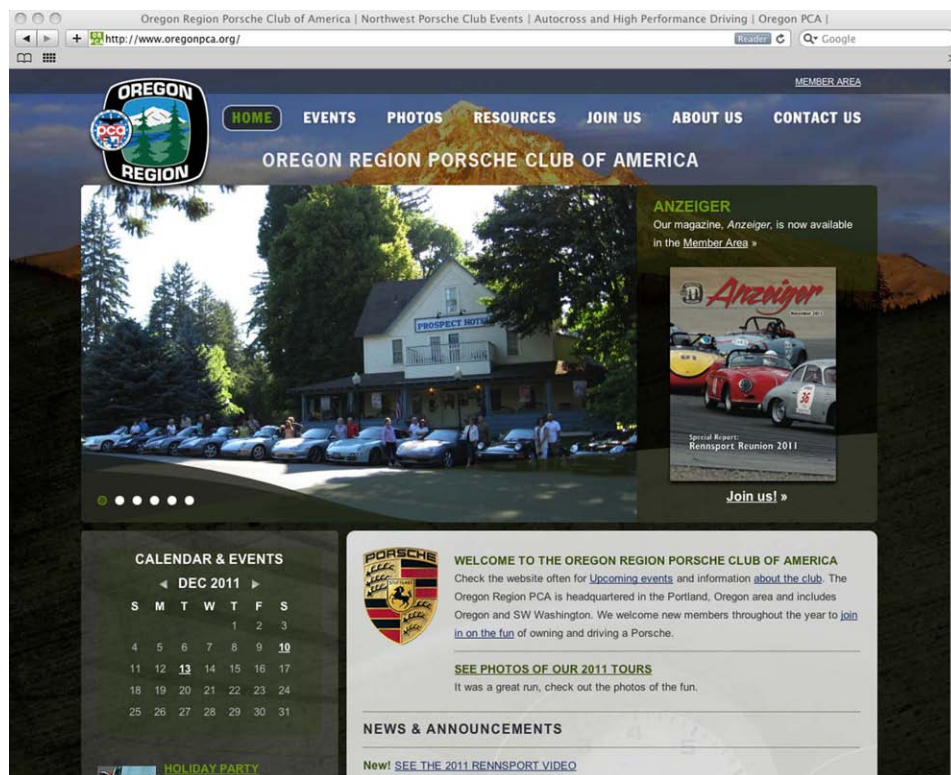 Oregon Region Porsche Club of America | Northwest Porsche Club Events | Autocross and High Performance Driving | Oregon PCA |
http://www.oregonpca.org/
Reader
Google
MEMBER AREA
OREGON
pca
REGION
HOME EVENTS PHOTOS RESOURCES JOIN US ABOUT US CONTACT US
OREGON REGION PORSCHE CLUB OF AMERICA
PROSPECT HOTEL
ANZEIGER
Our magazine, Anzeiger, is now available
in the Member Area »
Anzeiger
November 2011
36
Special Report:
Rennsport Reunion 2011
Join us! »
CALENDAR & EVENTS
DEC 2011
S M T W T F S
1 2 3
4 5 6 7 8 9 10
11 12 13 14 15 16 17
18 19 20 21 22 23 24
25 26 27 28 29 30 31
HOLIDAY PARTY
PORSCHE
WELCOME TO THE OREGON REGION PORSCHE CLUB OF AMERICA
Check the website often for Upcoming events and information about the club. The
Oregon Region PCA is headquartered in the Portland, Oregon area and includes
Oregon and SW Washington. We welcome new members throughout the year to join
in on the fun of owning and driving a Porsche.
SEE PHOTOS OF OUR 2011 TOURS
It was a great run, check out the photos of the fun.
NEWS & ANNOUNCEMENTS
New! SEE THE 2011 RENNSPORT VIDEO